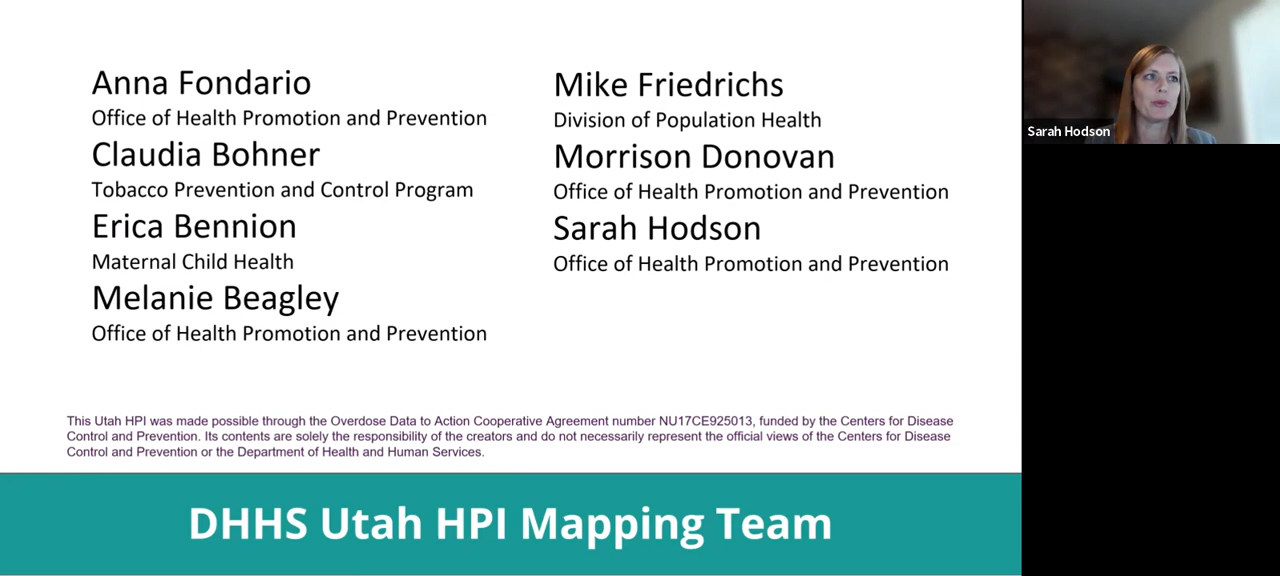 Anna Fondario
Office of Health Promotion and Prevention
Claudia Bohner
Tobacco Prevention and Control Program
Erica Bennion
Maternal Child Health
Melanie Beagley
Office of Health Promotion and Prevention
Mike Friedrichs
Division of Population Health
Morrison Donovan
Office of Health Promotion and Prevention
Sarah Hodson
Office of Health Promotion and Prevention
This Utah HPI was made possible through the Overdose Data to Action Cooperative Agreement number NU17CE925013, funded by the Centers for Disease
Control and Prevention. Its contents are solely the responsibility of the creators and do not necessarily represent the official views of the Centers for Disease
Control and Prevention or the Department of Health and Human Services.
DHHS Utah HPI Mapping Team
Sarah Hodson